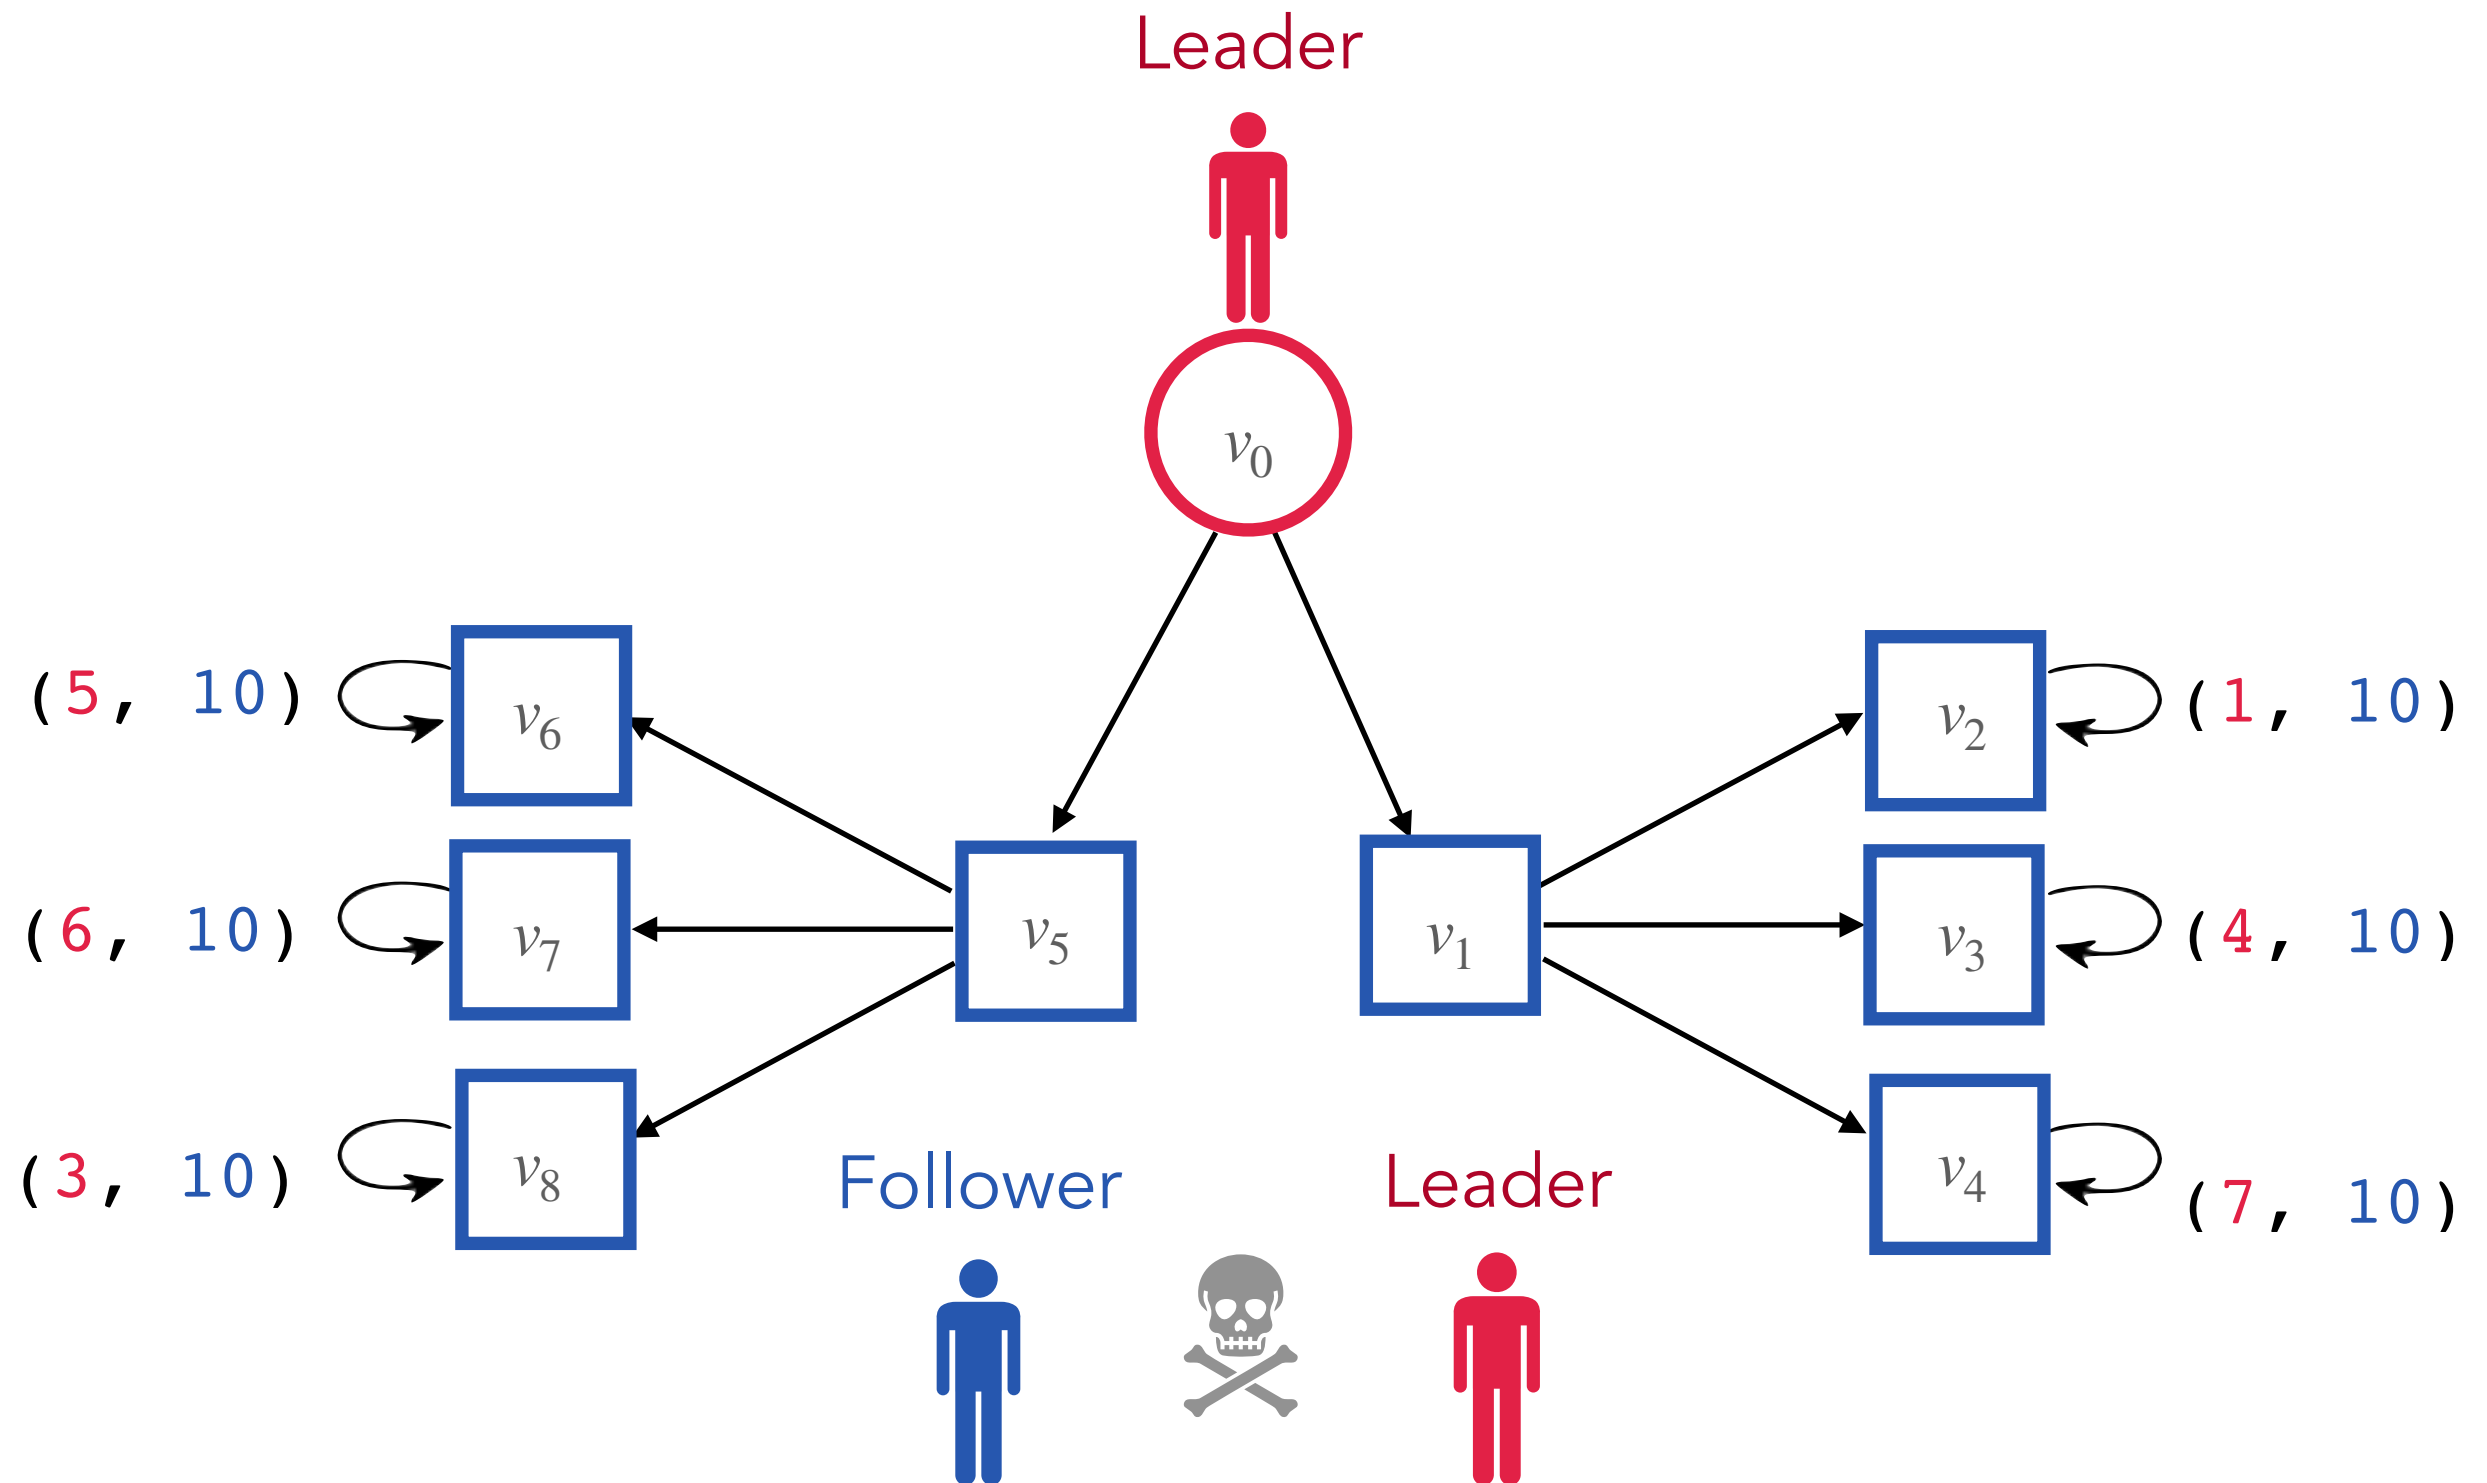 Leader
v0
(5, 10)
v6
v2
(1, 10)
(6, 10)
v7
v5
v1
v3
(4, 10)
(3, 10)
v8
Follower
Leader
v4
(7, 10)